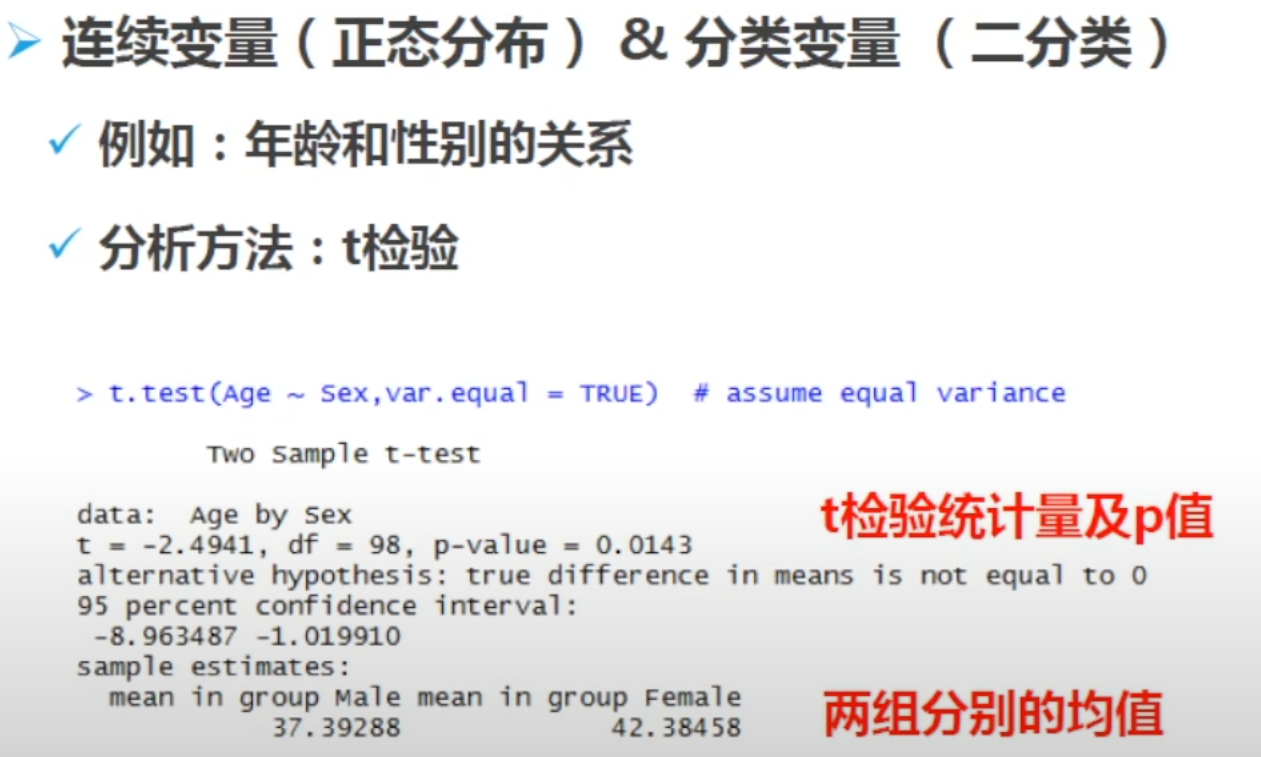 连续变量（正态分布）& 分类变量（二分类）
例如：年龄和性别的关系
分析方法：t检验
> t.test(Age ~ Sex,var.equal = TRUE)  # assume equal variance
Two Sample t-test
data:  Age by Sex
t检验统计量及p值
t = -2.4941, df = 98, p-value = 0.0143
alternative hypothesis: true difference in means is not equal to 0
95 percent confidence interval:
-8.963487 -1.019910
sample estimates:
mean in group Male mean in group Female
两组分别的均值
37.39288 42.38458